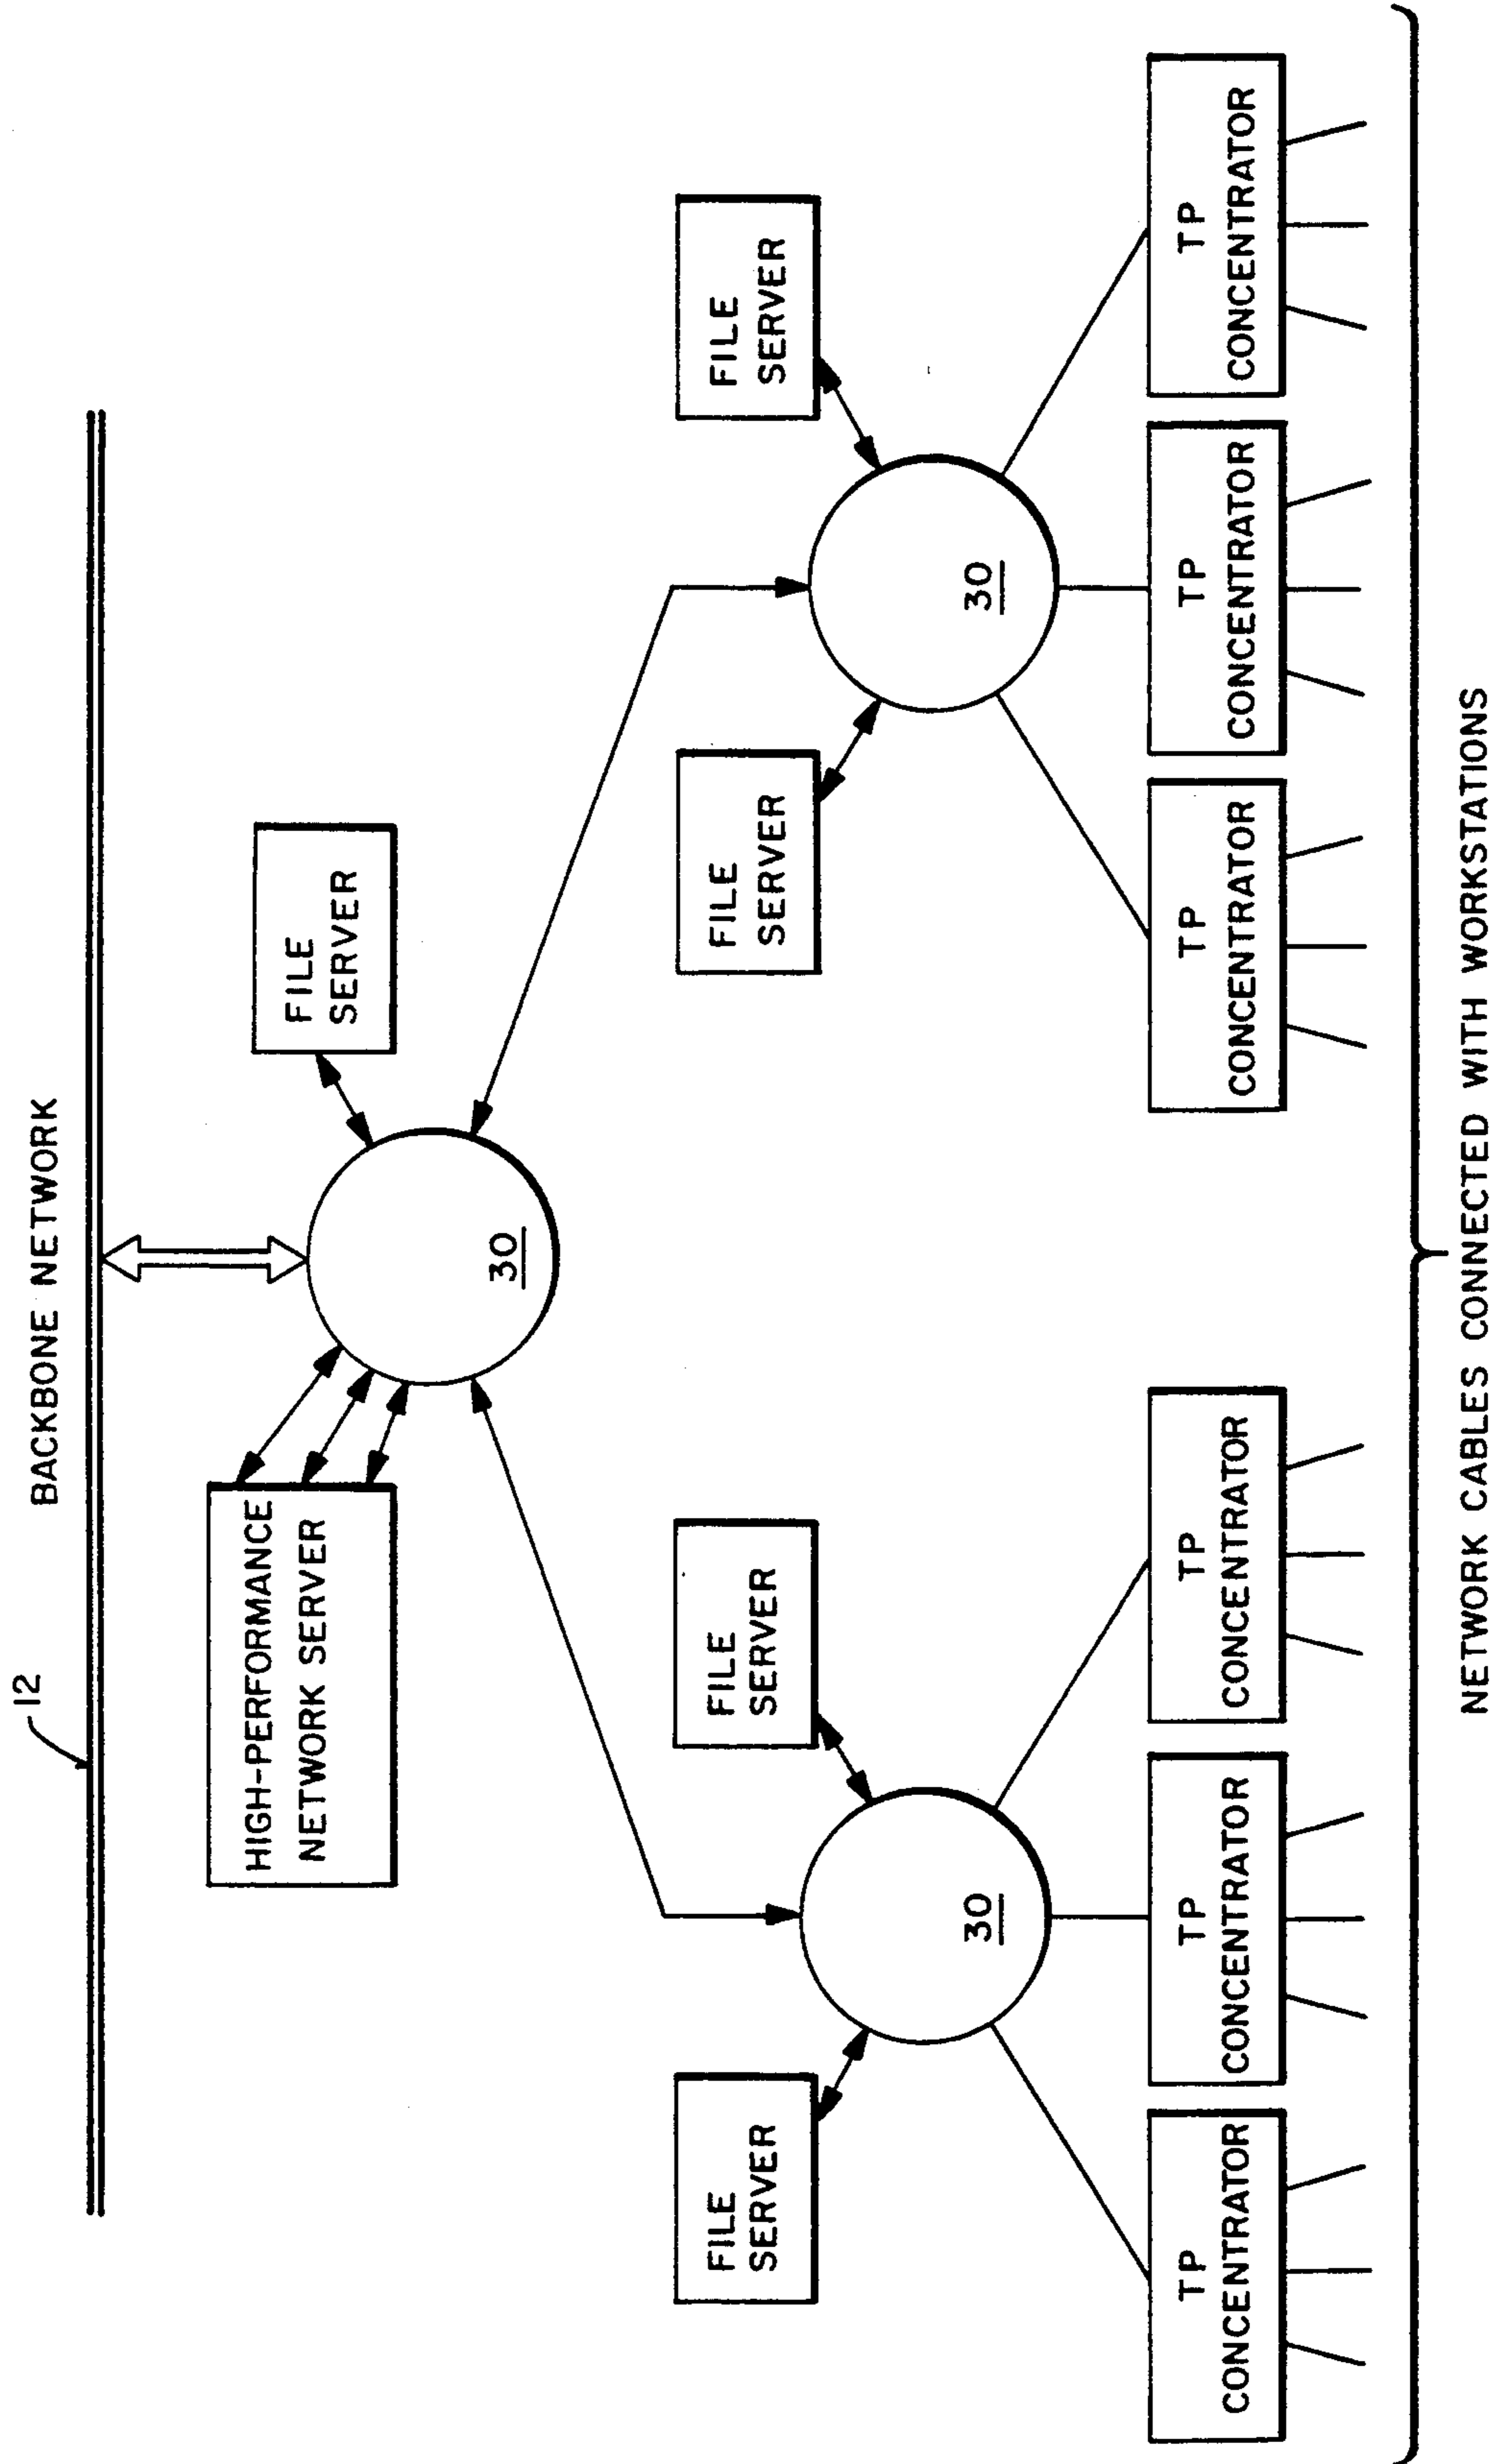 12
BACKBONE NETWORK
HIGH-PERFORMANCE
NETWORK SERVER
FILE
SERVER
30
FILE
SERVER
FILE
SERVER
FILE
SERVER
FILE
SERVER
30
30
TP
CONCENTRATOR
TP
CONCENTRATOR
TP
CONCENTRATOR
TP
CONCENTRATOR
TP
CONCENTRATOR
TP
CONCENTRATOR
NETWORK CABLES CONNECTED WITH WORKSTATIONS